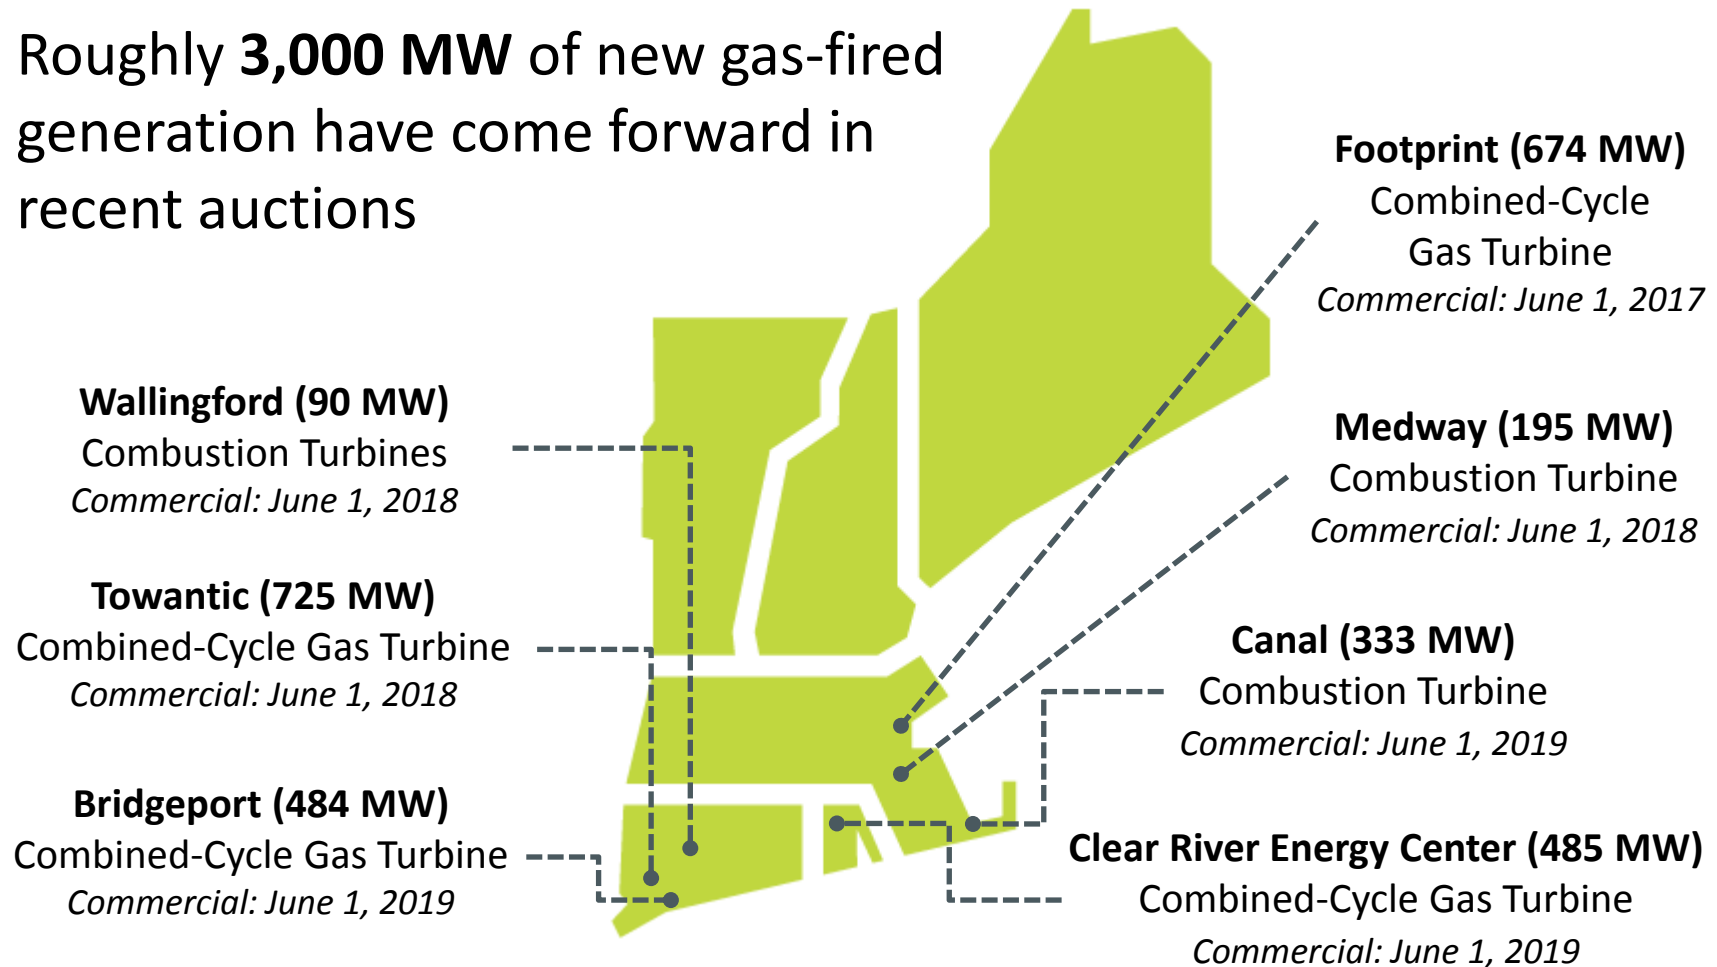 Roughly 3,000 MW of new gas-fired
generation have come forward in
recent auctions
Footprint (674 MW)
Combined-Cycle
Gas Turbine
Commercial: June 1, 2017
Wallingford (90 MW)
Combustion Turbines
Commercial: June 1, 2018
Medway (195 MW)
Combustion Turbine
Commercial: June 1, 2018
Towantic (725 MW)
Combined-Cycle Gas Turbine
Commercial: June 1, 2018
Canal (333 MW)
Combustion Turbine
Commercial: June 1, 2019
Bridgeport (484 MW)
Combined-Cycle Gas Turbine
Commercial: June 1, 2019
Clear River Energy Center (485 MW)
Combined-Cycle Gas Turbine
Commercial: June 1, 2019